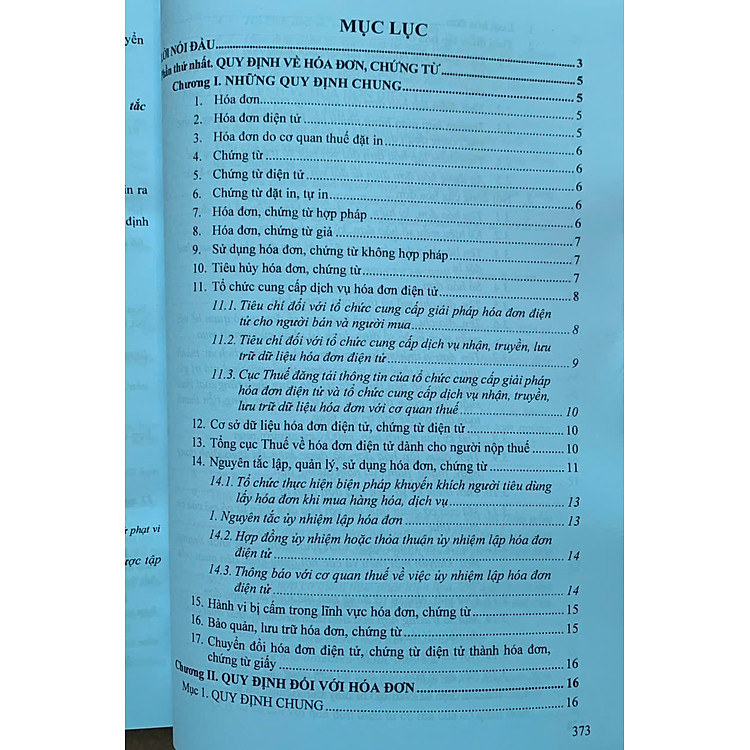 yền
tắc
ẩn ra
định
phạt vi
ược tập
MỤC LỤC
LỜI NÓI ĐẦU 3
Phần thứ nhất. QUY ĐỊNH VỀ HÓA ĐƠN, CHỨNG TỪ 5
Chương I. NHỮNG QUY ĐỊNH CHUNG 5
1. Hóa đơn 5
2. Hóa đơn điện tử 5
3. Hóa đơn do cơ quan thuế đặt in 6
4. Chứng từ 6
5. Chứng từ điện tử 6
6. Chứng từ đặt in, tự in 6
7. Hóa đơn, chứng từ hợp pháp 6
8. Hóa đơn, chứng từ giả 7
9. Sử dụng hóa đơn, chứng từ không hợp pháp 7
10. Tiêu hủy hóa đơn, chứng từ 7
11. Tổ chức cung cấp dịch vụ hóa đơn điện tử 8
11.1. Tiêu chí đối với tổ chức cung cấp giải pháp hóa đơn điện
tử cho người bán và người mua 8
11.2. Tiêu chí đối với tổ chức cung cấp dịch vụ nhận, truyền, lưu
trữ dữ liệu hóa đơn điện tử 9
11.3. Cục Thuế đăng tải thông tin của tổ chức cung cấp giải pháp
hóa đơn điện tử và tổ chức cung cấp dịch vụ nhận, truyền,
lưu trữ dữ liệu hóa đơn với cơ quan thuế 10
12. Cơ sở dữ liệu hóa đơn điện tử, chứng từ điện tử 10
13. Tổng cục Thuế về hóa đơn điện tử dành cho người nộp thuế 10
14. Nguyên tắc lập, quản lý, sử dụng hóa đơn, chứng từ 11
14.1. Tổ chức thực hiện biện pháp khuyến khích người tiêu dùng
lấy hóa đơn khi mua hàng hóa, dịch vụ 13
1. Nguyên tắc ủy nhiệm lập hóa đơn 13
14.2. Hợp đồng ủy nhiệm hoặc thỏa thuận ủy nhiệm lập hóa đơn
điện tử 14
14.3. Thông báo với cơ quan thuế về việc ủy nhiệm lập hóa đơn
điện tử 14
15. Hành vi bị cấm trong lĩnh vực hóa đơn, chứng từ 15
16. Bảo quản, lưu trữ hóa đơn, chứng từ 15
17. Chuyển đổi hóa đơn điện tử, chứng từ điện tử thành hóa đơn,
chứng từ giấy 16
Chương II. QUY ĐỊNH ĐỐI VỚI HÓA ĐƠN 16
Mục 1. QUY ĐỊNH CHUNG 16
373